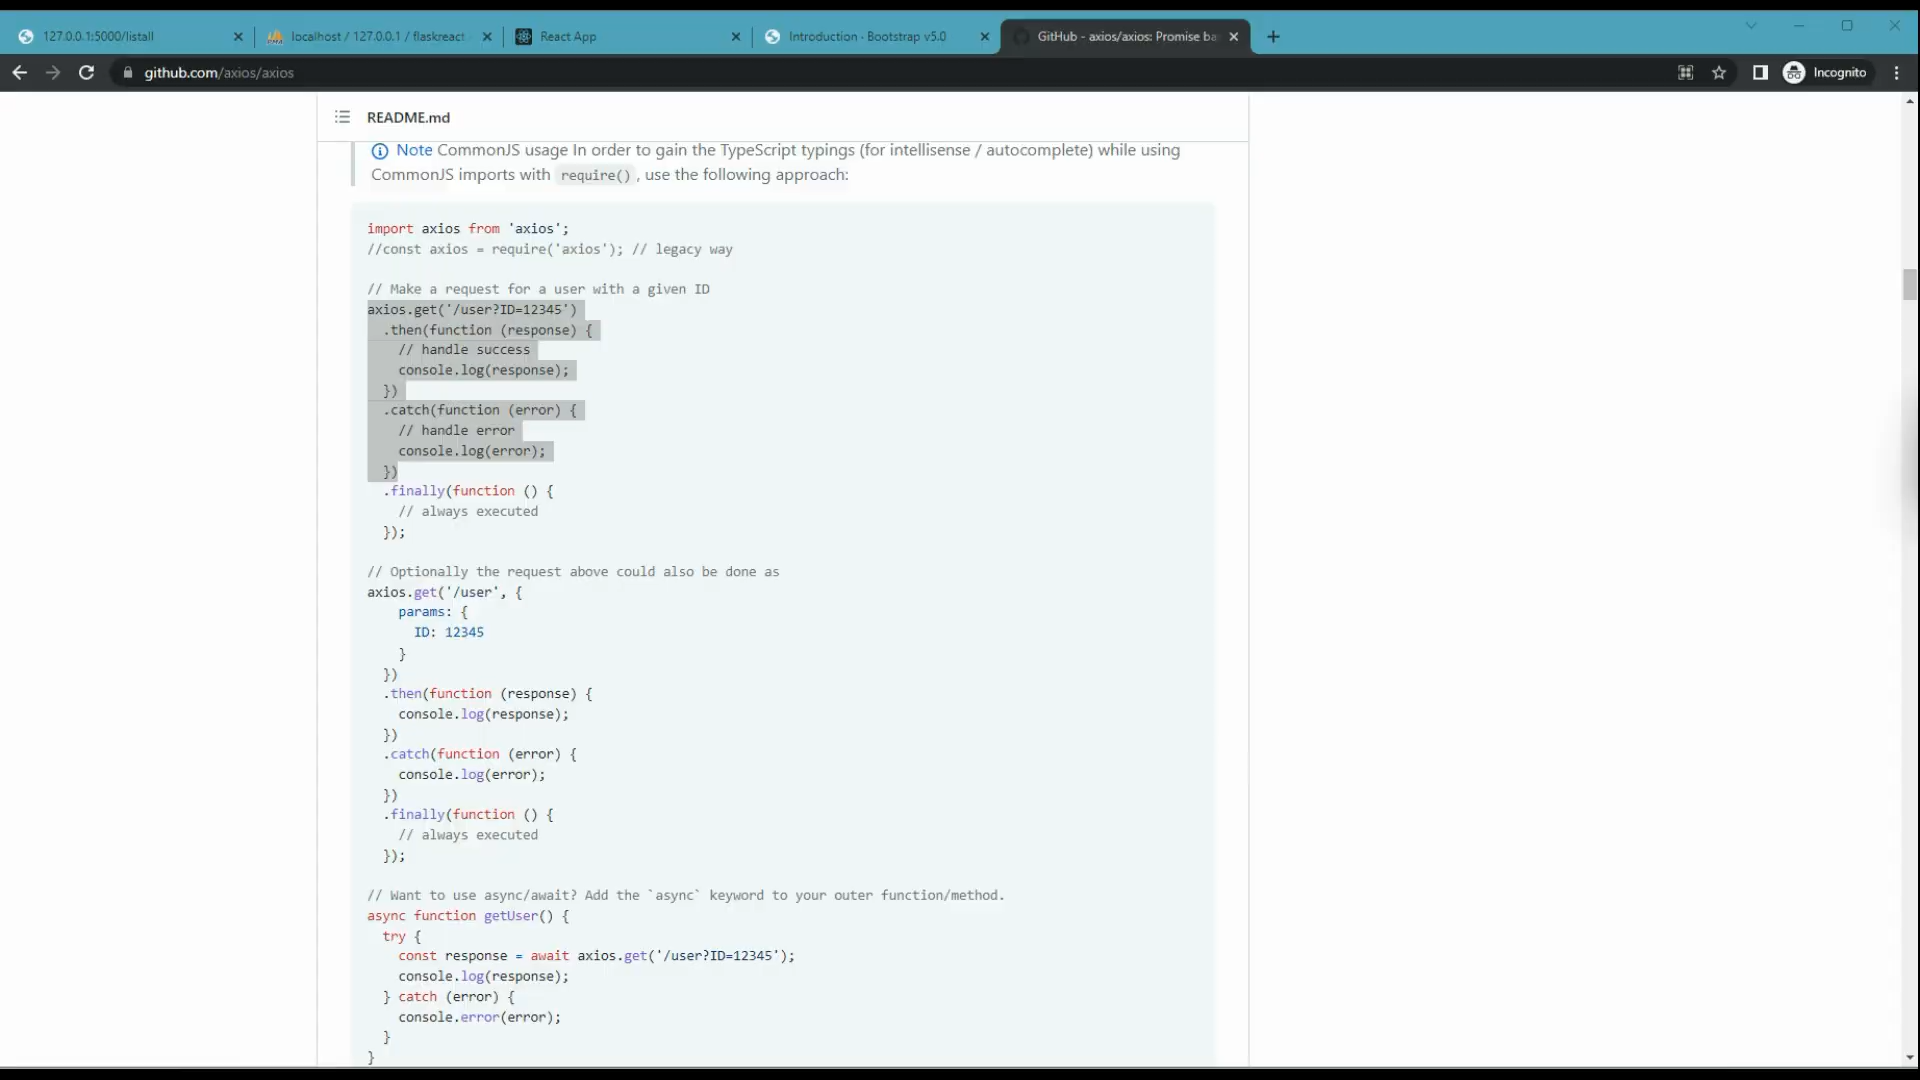 127.0.0.1:5000/listall
localhost / 127.0.0.1 / flaskreact
React App
Introduction · Bootstrap v5.0
GitHub - axios/axios: Promise ba
github.com/axios/axios
Incognito
README.md
Note CommonJS usage In order to gain the TypeScript typings (for intellisense / autocomplete) while using
CommonJS imports with require(), use the following approach:
import axios from 'axios';
//const axios = require('axios'); // legacy way
// Make a request for a user with a given ID
axios.get('/user?ID=12345')
.then(function (response) {
// handle success
console.log(response);
})
.catch(function (error) {
// handle error
console.log(error);
})
.finally(function () {
// always executed
});
// Optionally the request above could also be done as
axios.get('/user', {
params: {
ID: 12345
}
})
.then(function (response) {
console.log(response);
})
.catch(function (error) {
console.log(error);
})
.finally(function () {
// always executed
});
// Want to use async/await? Add the `async` keyword to your outer function/method.
async function getUser() {
try {
const response = await axios.get('/user?ID=12345');
console.log(response);
} catch (error) {
console.error(error);
}
}